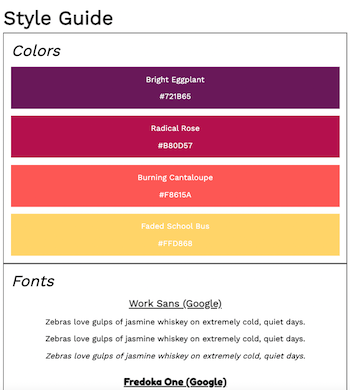 Style Guide
Colors
Bright Eggplant
#721B65
Radical Rose
#B80D57
Burning Cantaloupe
#F8615A
Faded School Bus
#FFD868
Fonts
Work Sans (Google)
Zebras love gulps of jasmine whiskey on extremely cold, quiet days.
Zebras love gulps of jasmine whiskey on extremely cold, quiet days.
Zebras love gulps of jasmine whiskey on extremely cold, quiet days.
Fredoka One (Google)